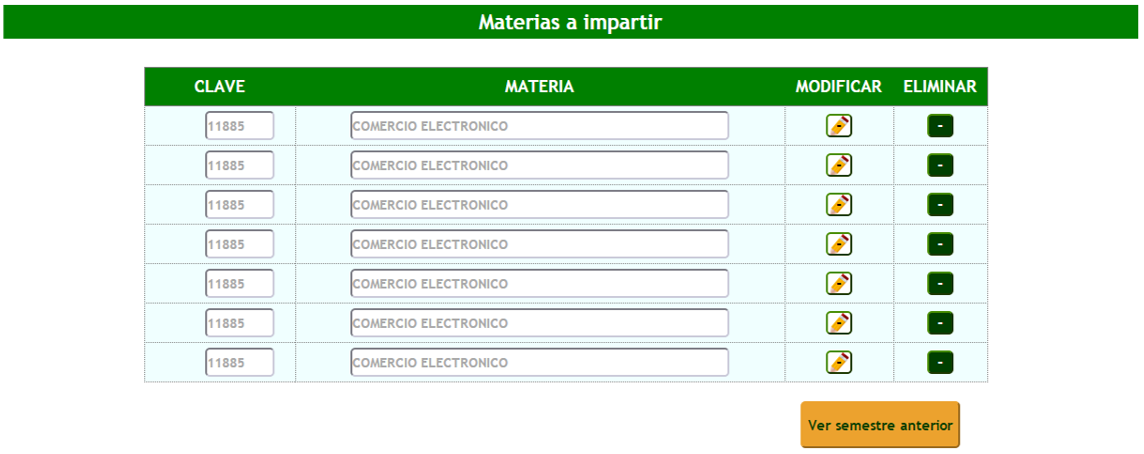 Materias a impartir
CLAVE MATERIA MODIFICAR ELIMINAR
11885 COMERCIO ELECTRONICO -
11885 COMERCIO ELECTRONICO -
11885 COMERCIO ELECTRONICO -
11885 COMERCIO ELECTRONICO -
11885 COMERCIO ELECTRONICO -
11885 COMERCIO ELECTRONICO -
11885 COMERCIO ELECTRONICO -
Ver semestre anterior